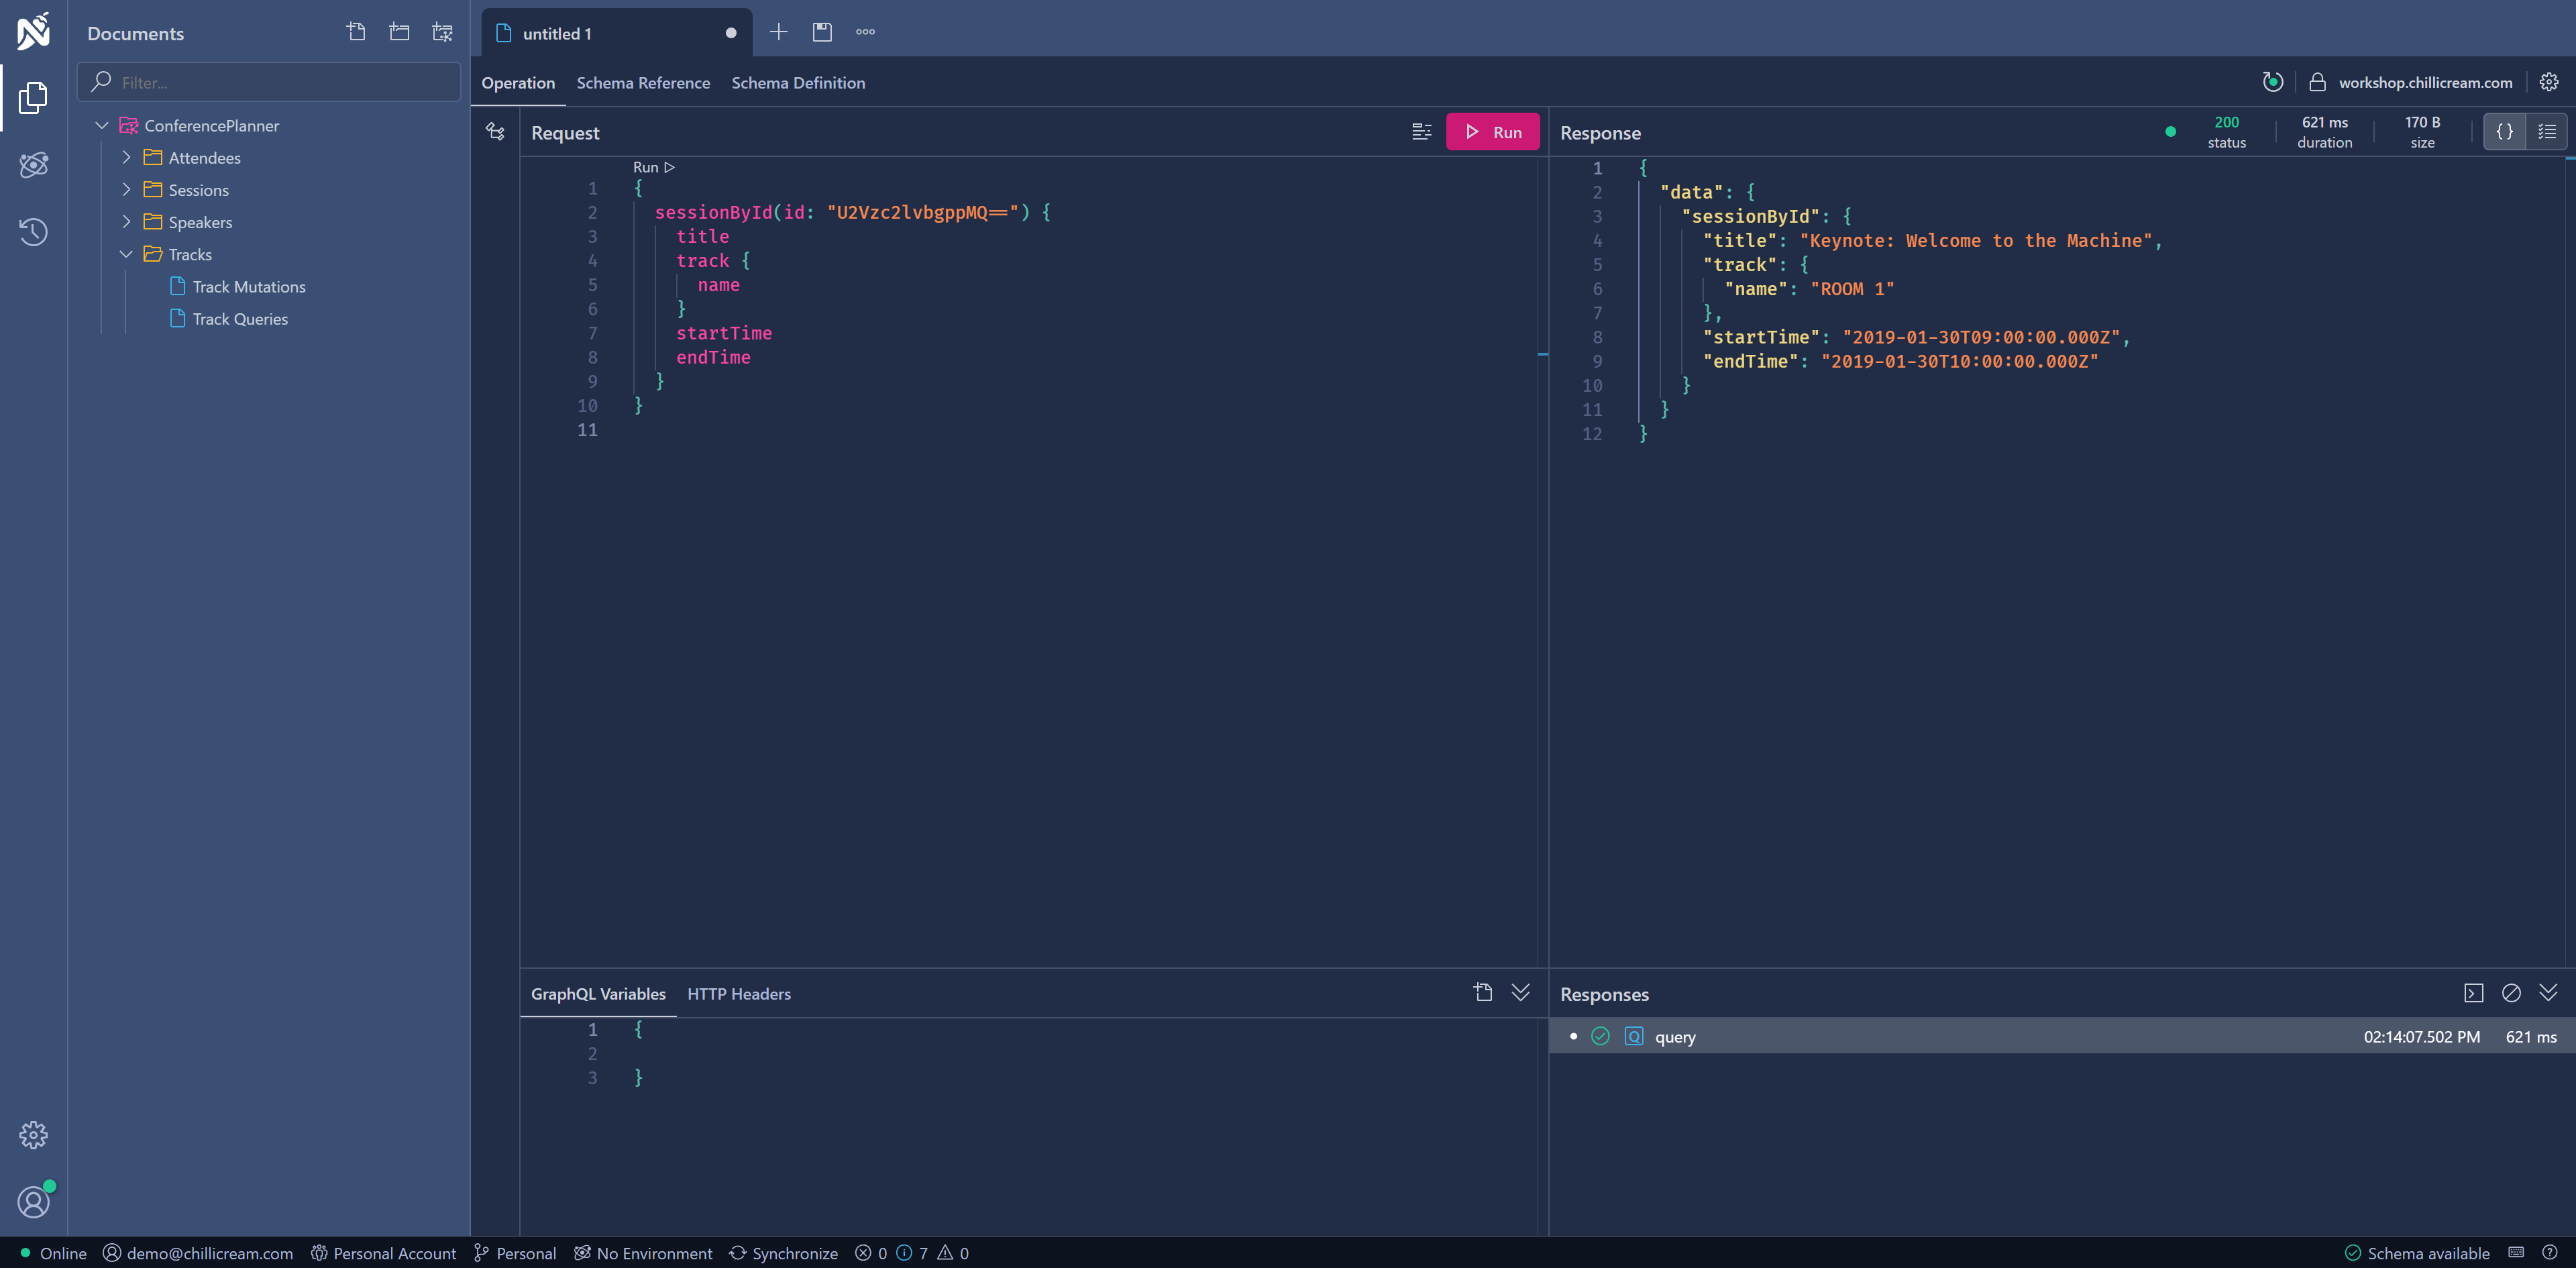 Documents
Filter...
ConferencePlanner
Attendees
Sessions
Speakers
Tracks
Track Mutations
Track Queries
untitled 1
Operation Schema Reference Schema Definition
workshop.chillicream.com
Request
Run
Run ▷
1 {
2 sessionById(id: "U2Vzc2lvbgppMQ==") {
3 title
4 track {
5 name
6 }
7 startTime
8 endTime
9 }
10 }
11
Response
200 status
621 ms duration
170 B size
{}
1 {
2 "data": {
3 "sessionById": {
4 "title": "Keynote: Welcome to the Machine",
5 "track": {
6 "name": "ROOM 1"
7 },
8 "startTime": "2019-01-30T09:00:00.000Z",
9 "endTime": "2019-01-30T10:00:00.000Z"
10 }
11 }
12 }
GraphQL Variables HTTP Headers
1 {
2
3 }
Responses
Q query 02:14:07.502 PM 621 ms
Online demo@chillicream.com Personal Account Personal No Environment Synchronize 0 7 0 Schema available